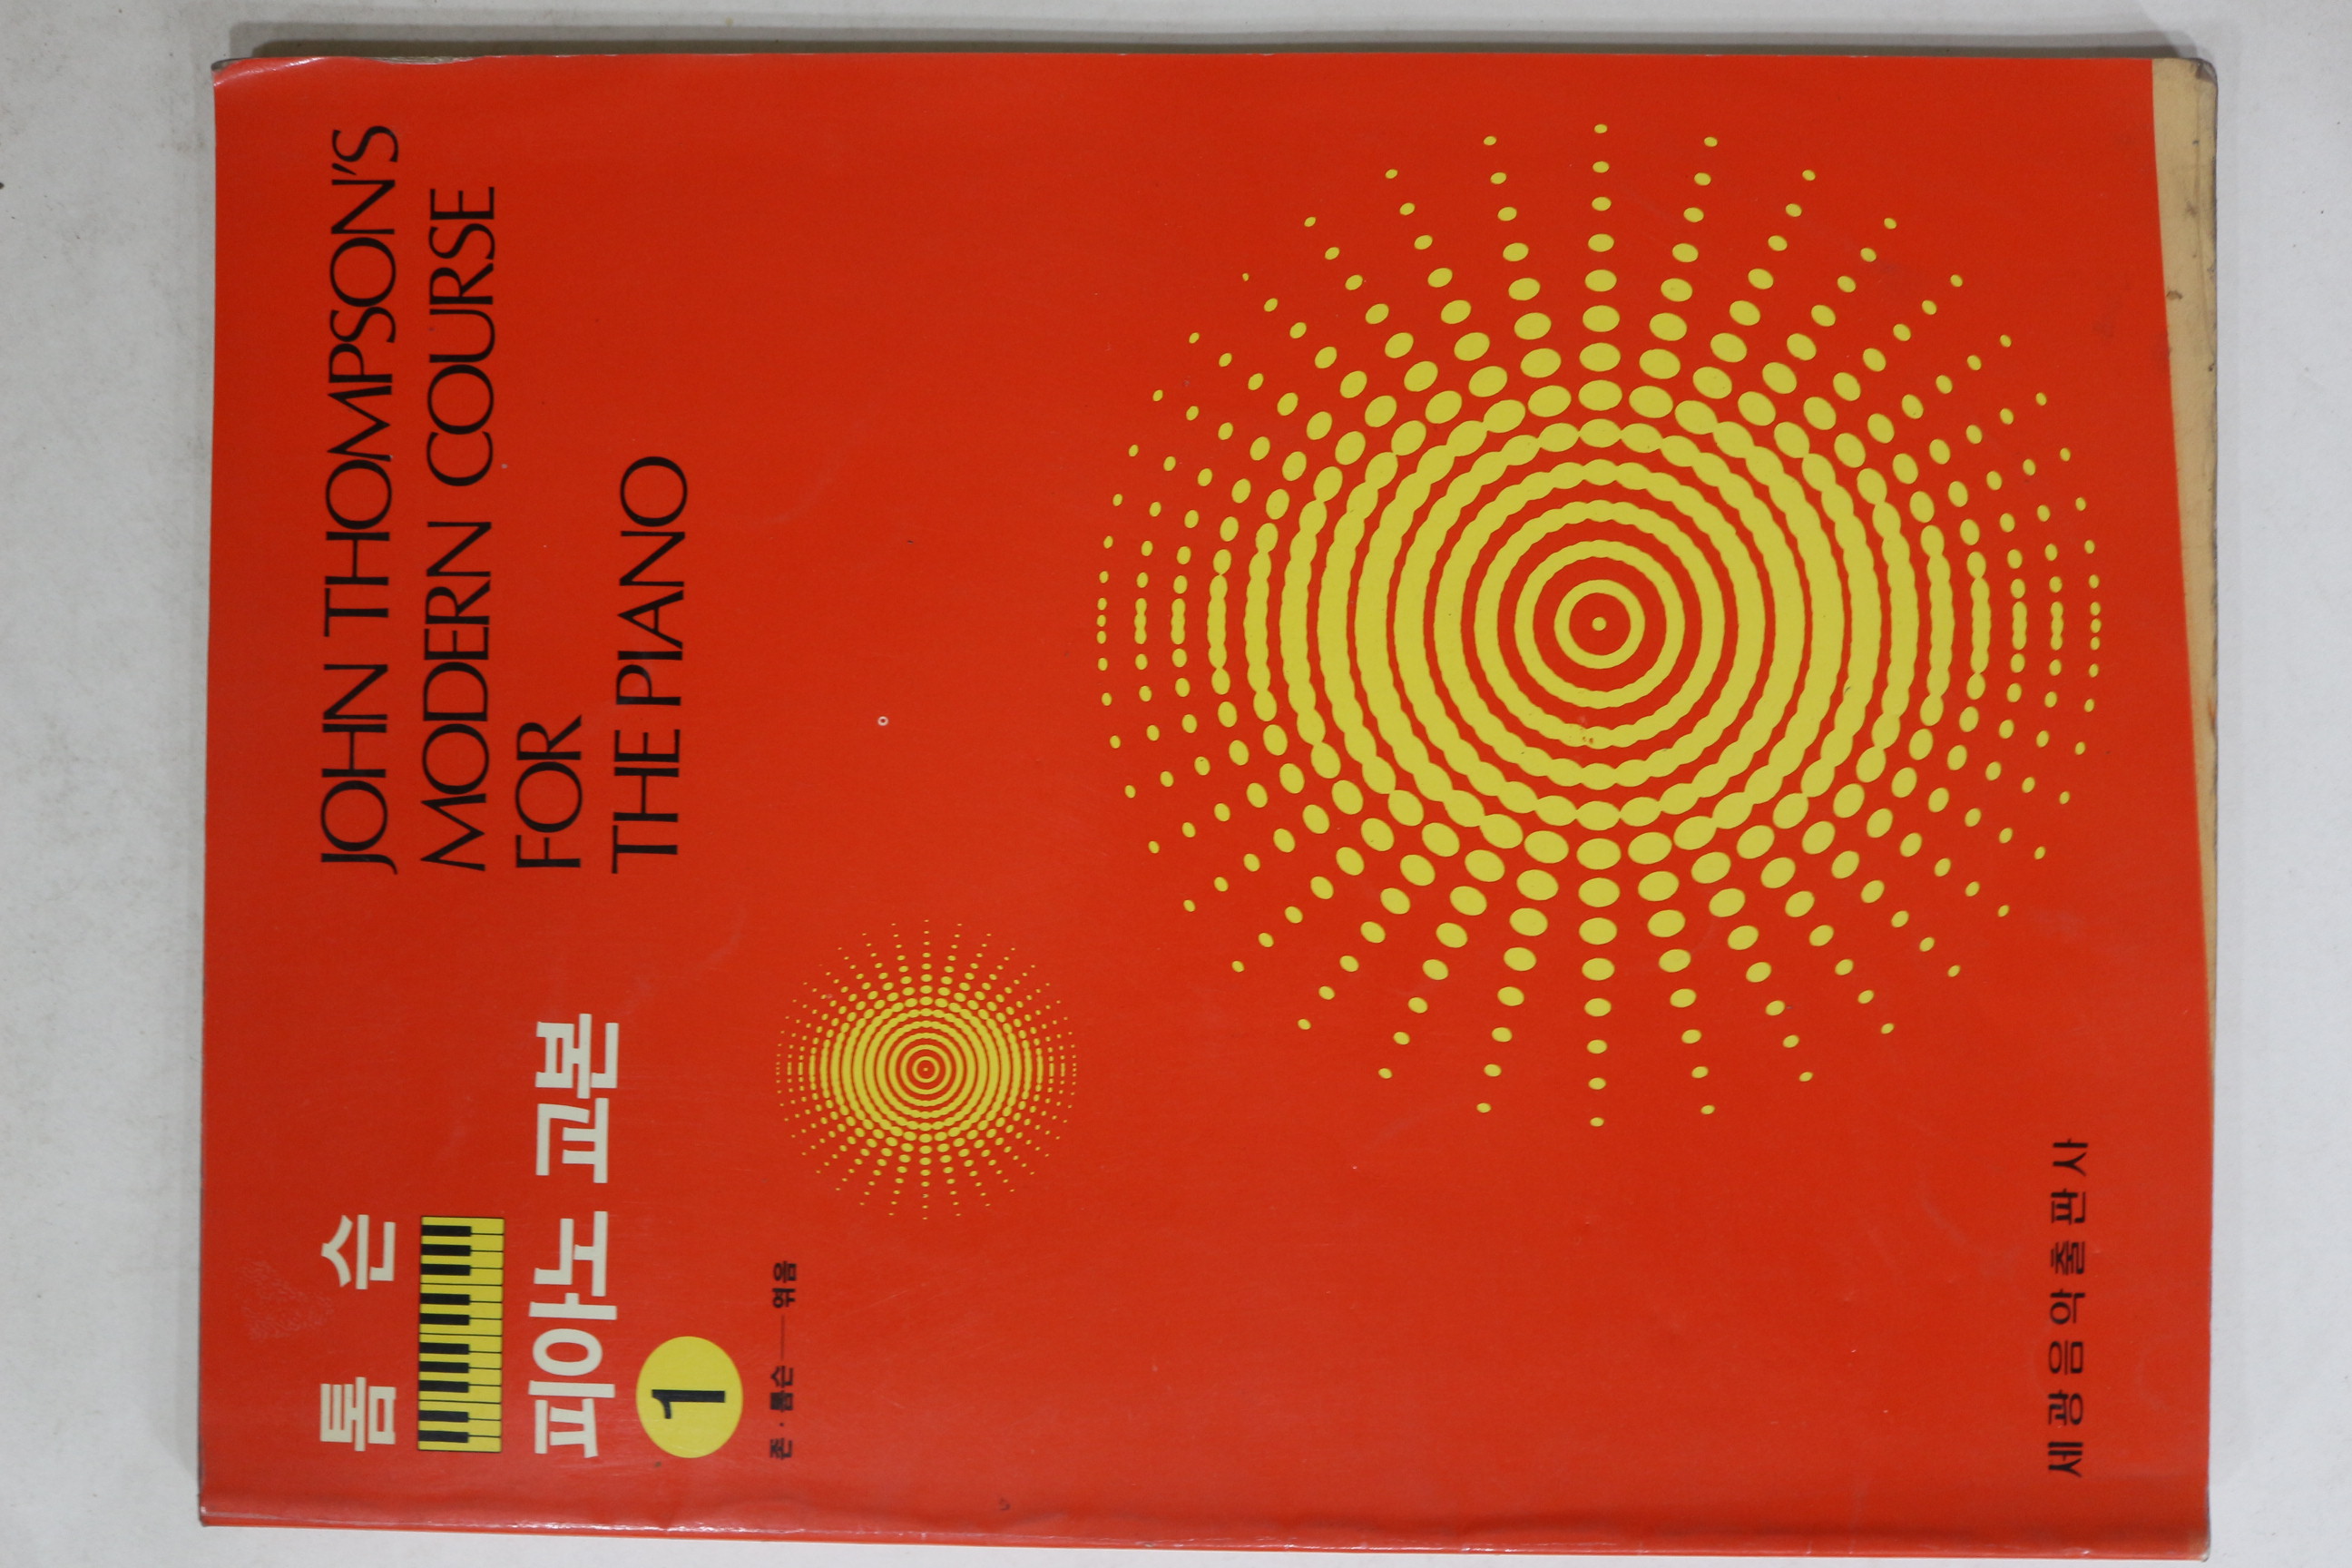 톰 슨
피아노 교본
1
존·톰슨──엮음
JOHN THOMPSON'S
MODERN COURSE
FOR
THE PIANO
세광음악출판사